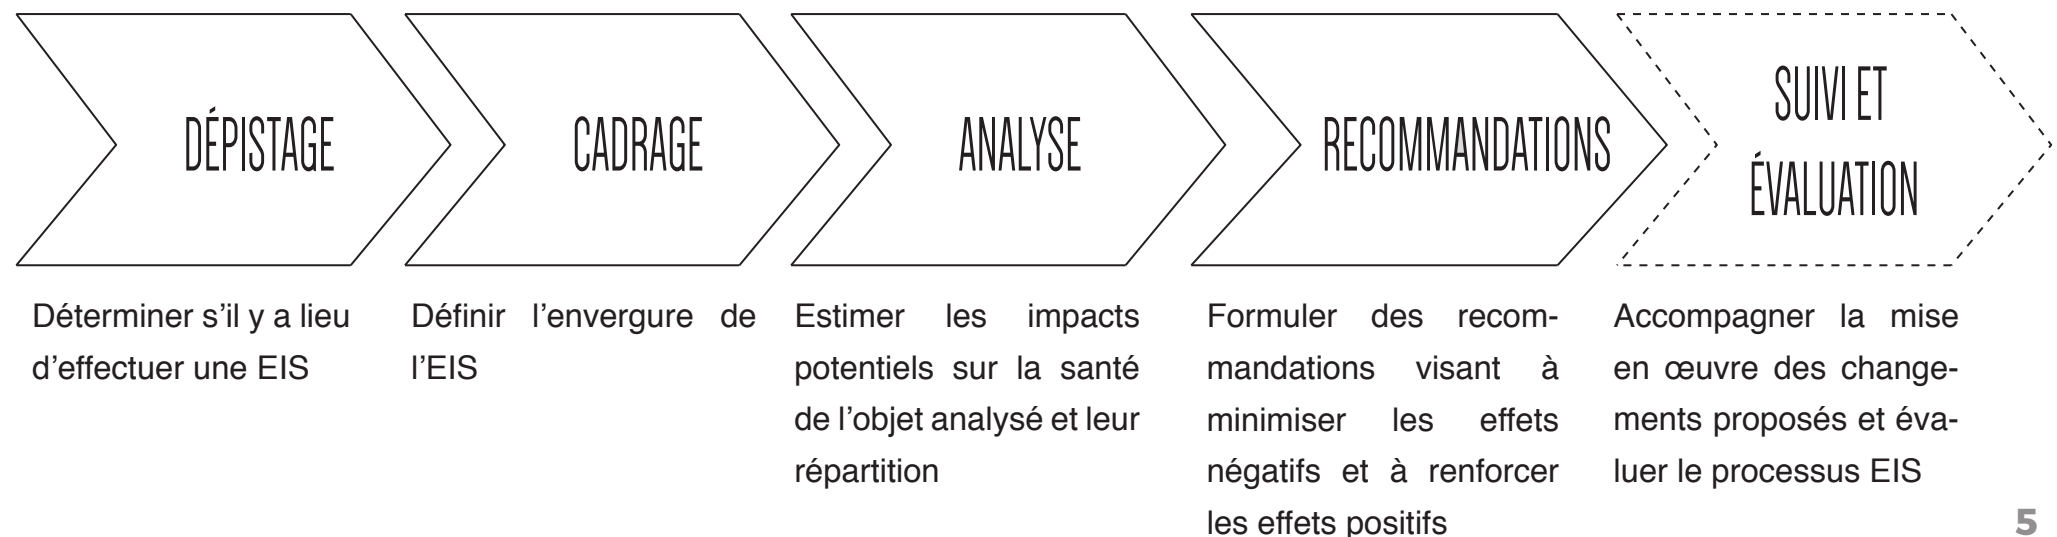 DÉPISTAGE
CADRAGE
ANALYSE
RECOMMANDATIONS
SUIVI ET
ÉVALUATION
Déterminer s’il y a lieu
d’effectuer une EIS
Définir l’envergure de
l’EIS
Estimer les impacts
potentiels sur la santé
de l’objet analysé et leur
répartition
Formuler des recom-
mandations visant à
minimiser les effets
négatifs et à renforcer
les effets positifs
Accompagner la mise
en œuvre des change-
ments proposés et éva-
luer le processus EIS
5